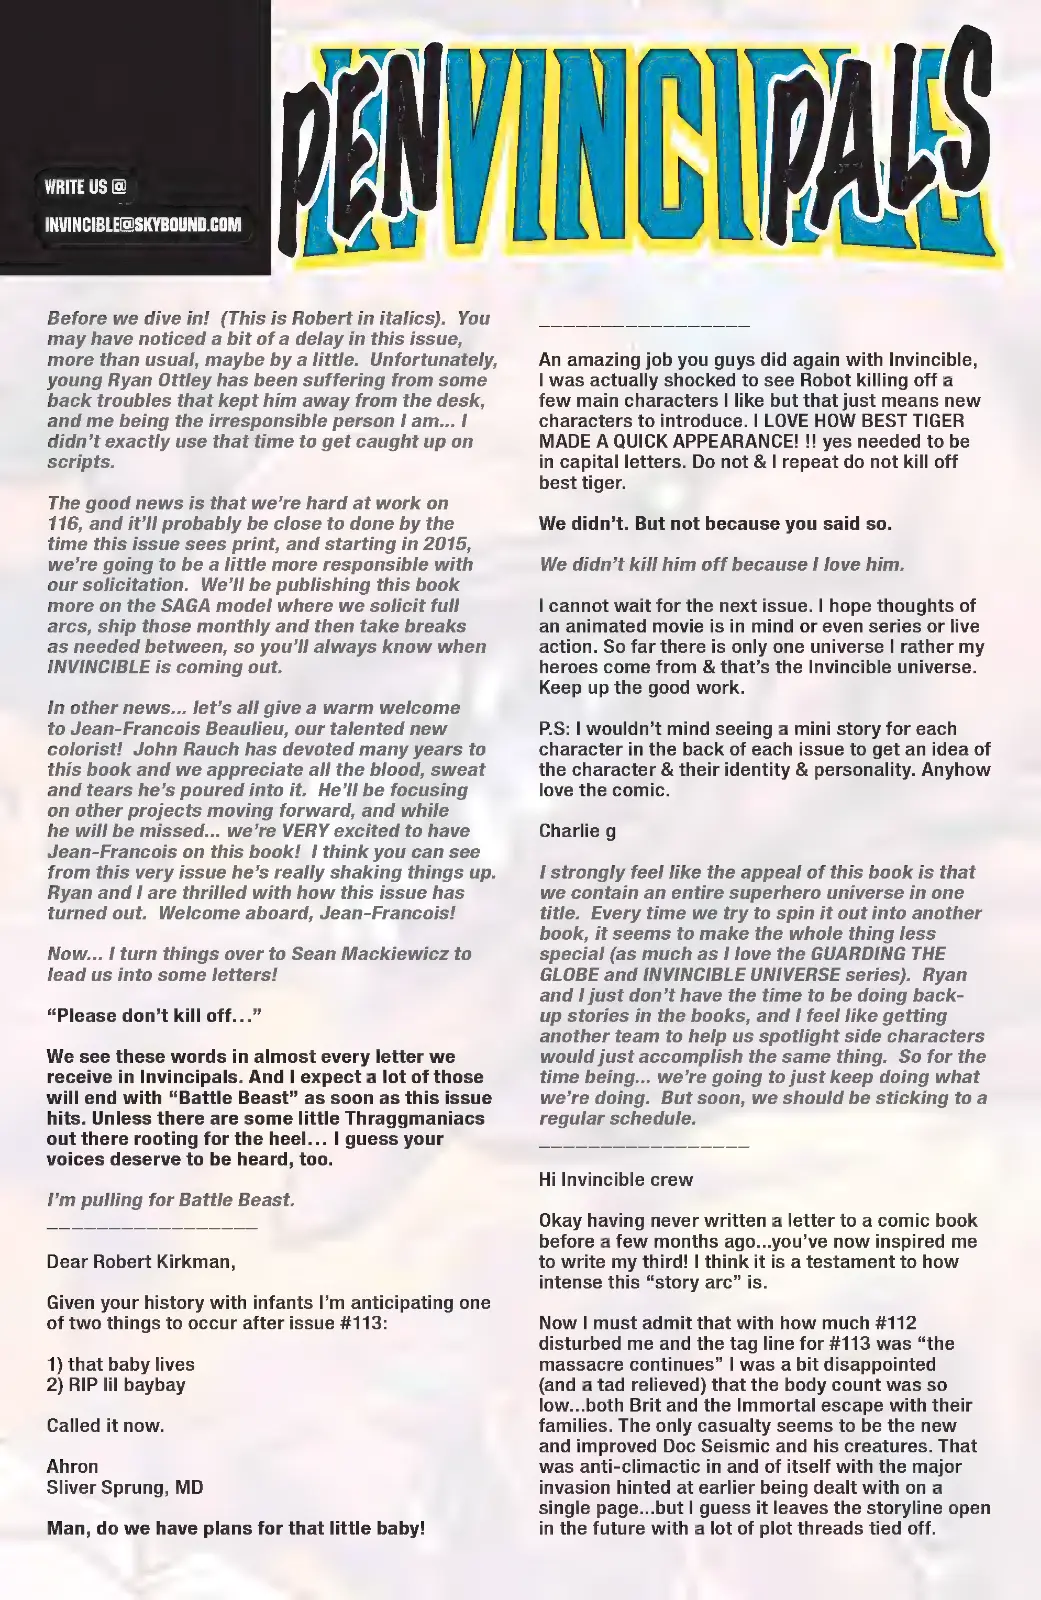 PENVINCIPALS
WRITE US @
INVINCIBLE@SKYBOUND.COM
Before we dive in!  (This is Robert in italics).  You
may have noticed a bit of a delay in this issue,
more than usual, maybe by a little.  Unfortunately,
young Ryan Ottley has been suffering from some
back troubles that kept him away from the desk,
and me being the irresponsible person I am... I
didn't exactly use that time to get caught up on
scripts.
The good news is that we're hard at work on
116, and it'll probably be close to done by the
time this issue sees print, and starting in 2015,
we're going to be a little more responsible with
our solicitation.  We'll be publishing this book
more on the SAGA model where we solicit full
arcs, ship those monthly and then take breaks
as needed between, so you'll always know when
INVINCIBLE is coming out.
In other news... let's all give a warm welcome
to Jean-Francois Beaulieu, our talented new
colorist!  John Rauch has devoted many years to
this book and we appreciate all the blood, sweat
and tears he's poured into it.  He'll be focusing
on other projects moving forward, and while
he will be missed... we're VERY excited to have
Jean-Francois on this book!  I think you can see
from this very issue he's really shaking things up.
Ryan and I are thrilled with how this issue has
turned out.  Welcome aboard, Jean-Francois!
Now... I turn things over to Sean Mackiewicz to
lead us into some letters!
“Please don't kill off…”
We see these words in almost every letter we
receive in Invincipals. And I expect a lot of those
will end with “Battle Beast” as soon as this issue
hits. Unless there are some little Thraggmaniacs
out there rooting for the heel… I guess your
voices deserve to be heard, too.
I'm pulling for Battle Beast.
_________________
Dear Robert Kirkman,
Given your history with infants I'm anticipating one
of two things to occur after issue #113:
1) that baby lives
2) RIP lil baybay
Called it now.
Ahron
Sliver Sprung, MD
Man, do we have plans for that little baby!
_________________
An amazing job you guys did again with Invincible,
I was actually shocked to see Robot killing off a
few main characters I like but that just means new
characters to introduce. I LOVE HOW BEST TIGER
MADE A QUICK APPEARANCE! !! yes needed to be
in capital letters. Do not & I repeat do not kill off
best tiger.
We didn't. But not because you said so.
We didn't kill him off because I love him.
I cannot wait for the next issue. I hope thoughts of
an animated movie is in mind or even series or live
action. So far there is only one universe I rather my
heroes come from & that's the Invincible universe.
Keep up the good work.
P.S: I wouldn't mind seeing a mini story for each
character in the back of each issue to get an idea of
the character & their identity & personality. Anyhow
love the comic.
Charlie g
I strongly feel like the appeal of this book is that
we contain an entire superhero universe in one
title.  Every time we try to spin it out into another
book, it seems to make the whole thing less
special (as much as I love the GUARDING THE
GLOBE and INVINCIBLE UNIVERSE series).  Ryan
and I just don't have the time to be doing back-
up stories in the books, and I feel like getting
another team to help us spotlight side characters
would just accomplish the same thing.  So for the
time being... we're going to just keep doing what
we're doing.  But soon, we should be sticking to a
regular schedule.
_________________
Hi Invincible crew
Okay having never written a letter to a comic book
before a few months ago...you've now inspired me
to write my third! I think it is a testament to how
intense this “story arc” is.
Now I must admit that with how much #112
disturbed me and the tag line for #113 was “the
massacre continues” I was a bit disappointed
(and a tad relieved) that the body count was so
low...both Brit and the Immortal escape with their
families. The only casualty seems to be the new
and improved Doc Seismic and his creatures. That
was anti-climactic in and of itself with the major
invasion hinted at earlier being dealt with on a
single page...but I guess it leaves the storyline open
in the future with a lot of plot threads tied off.